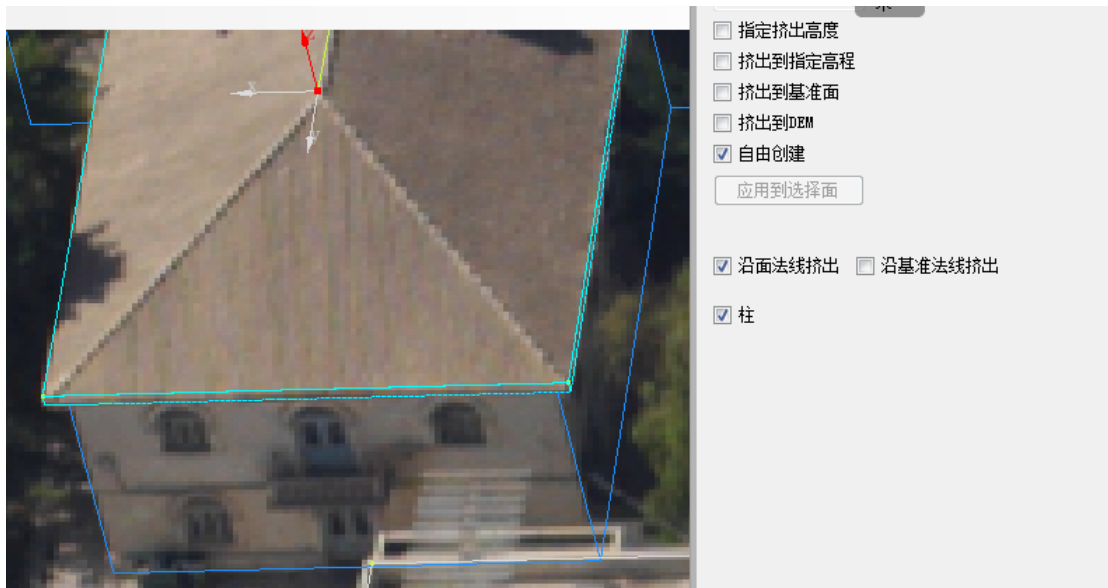 指定挤出高度
挤出到指定高程
挤出到基准面
挤出到DEM
自由创建
应用到选择面
沿面法线挤出 沿基准法线挤出
柱